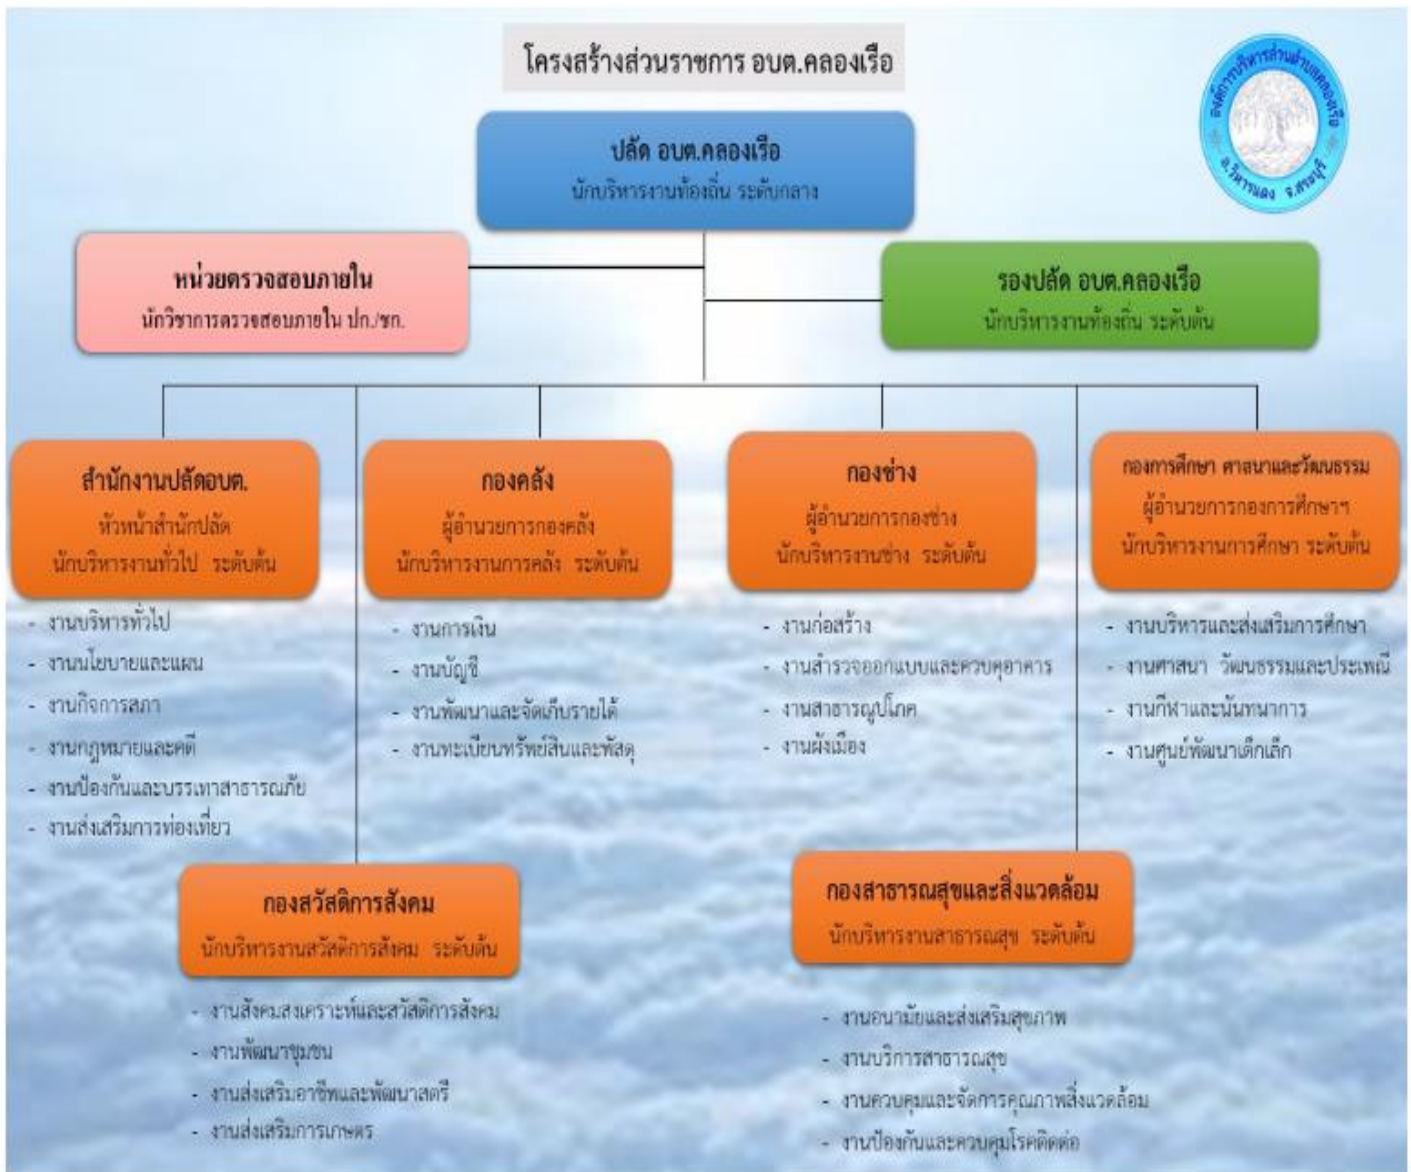 โครงสร้างส่วนราชการ อบต.คลองเรือ
องค์การบริหารส่วนตำบลคลองเรือ
อ.วิหารแดง จ.สระบุรี
ปลัด อบต.คลองเรือ
นักบริหารงานท้องถิ่น ระดับกลาง
หน่วยตรวจสอบภายใน
นักวิชาการตรวจสอบภายใน ปก./ชก.
รองปลัด อบต.คลองเรือ
นักบริหารงานท้องถิ่น ระดับต้น
สำนักงานปลัดอบต.
หัวหน้าสำนักปลัด
นักบริหารงานทั่วไป ระดับต้น
- งานบริหารทั่วไป
- งานนโยบายและแผน
- งานกิจการสภา
- งานกฎหมายและคดี
- งานป้องกันและบรรเทาสาธารณภัย
- งานส่งเสริมการท่องเที่ยว
กองคลัง
ผู้อำนวยการกองคลัง
นักบริหารงานการคลัง ระดับต้น
- งานการเงิน
- งานบัญชี
- งานพัฒนาและจัดเก็บรายได้
- งานทะเบียนทรัพย์สินและพัสดุ
กองช่าง
ผู้อำนวยการกองช่าง
นักบริหารงานช่าง ระดับต้น
- งานก่อสร้าง
- งานสำรวจออกแบบและควบคุอาคาร
- งานสาธารณูปโภค
- งานผังเมือง
กองการศึกษา ศาสนาและวัฒนธรรม
ผู้อำนวยการกองการศึกษาฯ
นักบริหารงานการศึกษา ระดับต้น
- งานบริหารและส่งเสริมการศึกษา
- งานศาสนา วัฒนธรรมและประเพณี
- งานกีฬาและนันทนาการ
- งานศูนย์พัฒนาเด็กเล็ก
กองสวัสดิการสังคม
นักบริหารงานสวัสดิการสังคม ระดับต้น
- งานสังคมสงเคราะห์และสวัสดิการสังคม
- งานพัฒนาชุมชน
- งานส่งเสริมอาชีพและพัฒนาสตรี
- งานส่งเสริมการเกษตร
กองสาธารณสุขและสิ่งแวดล้อม
นักบริหารงานสาธารณสุข ระดับต้น
- งานอนามัยและส่งเสริมสุขภาพ
- งานบริการสาธารณสุข
- งานควบคุมและจัดการคุณภาพสิ่งแวดล้อม
- งานป้องกันและควบคุมโรคติดต่อ